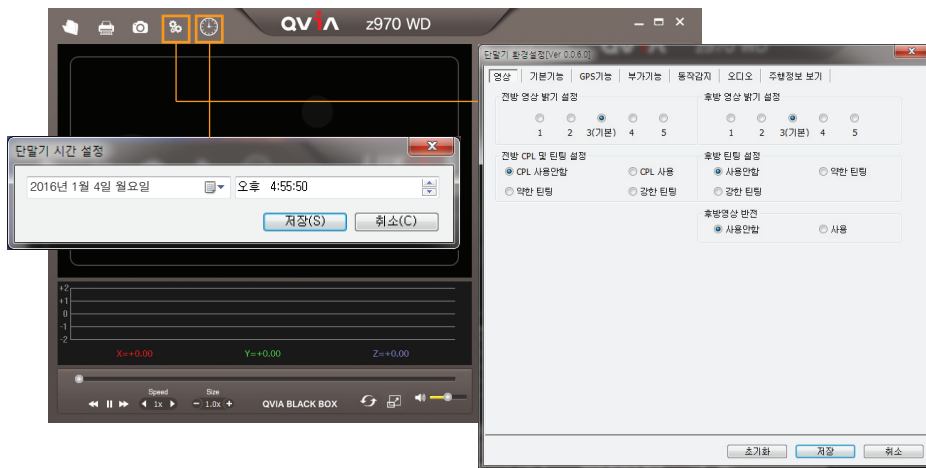 QVIA z970 WD
단말기 환경설정[Ver 0.0.6.0]
영상 기본기능 GPS기능 부가기능 동작감지 오디오 주행정보 보기
전방 영상 밝기 설정
1 2 3(기본) 4 5
후방 영상 밝기 설정
1 2 3(기본) 4 5
전방 CPL 및 틴팅 설정
CPL 사용안함 CPL 사용
약한 틴팅 강한 틴팅
후방 틴팅 설정
사용안함 약한 틴팅
강한 틴팅
후방영상 반전
사용안함 사용
초기화 저장 취소
단말기 시간 설정
2016년 1월 4일 월요일 오후 4:55:50
저장(S) 취소(C)
+2
+1
0
-1
-2
X=+0.00 Y=+0.00 Z=+0.00
Speed Size
1x 1.0x QVIA BLACK BOX